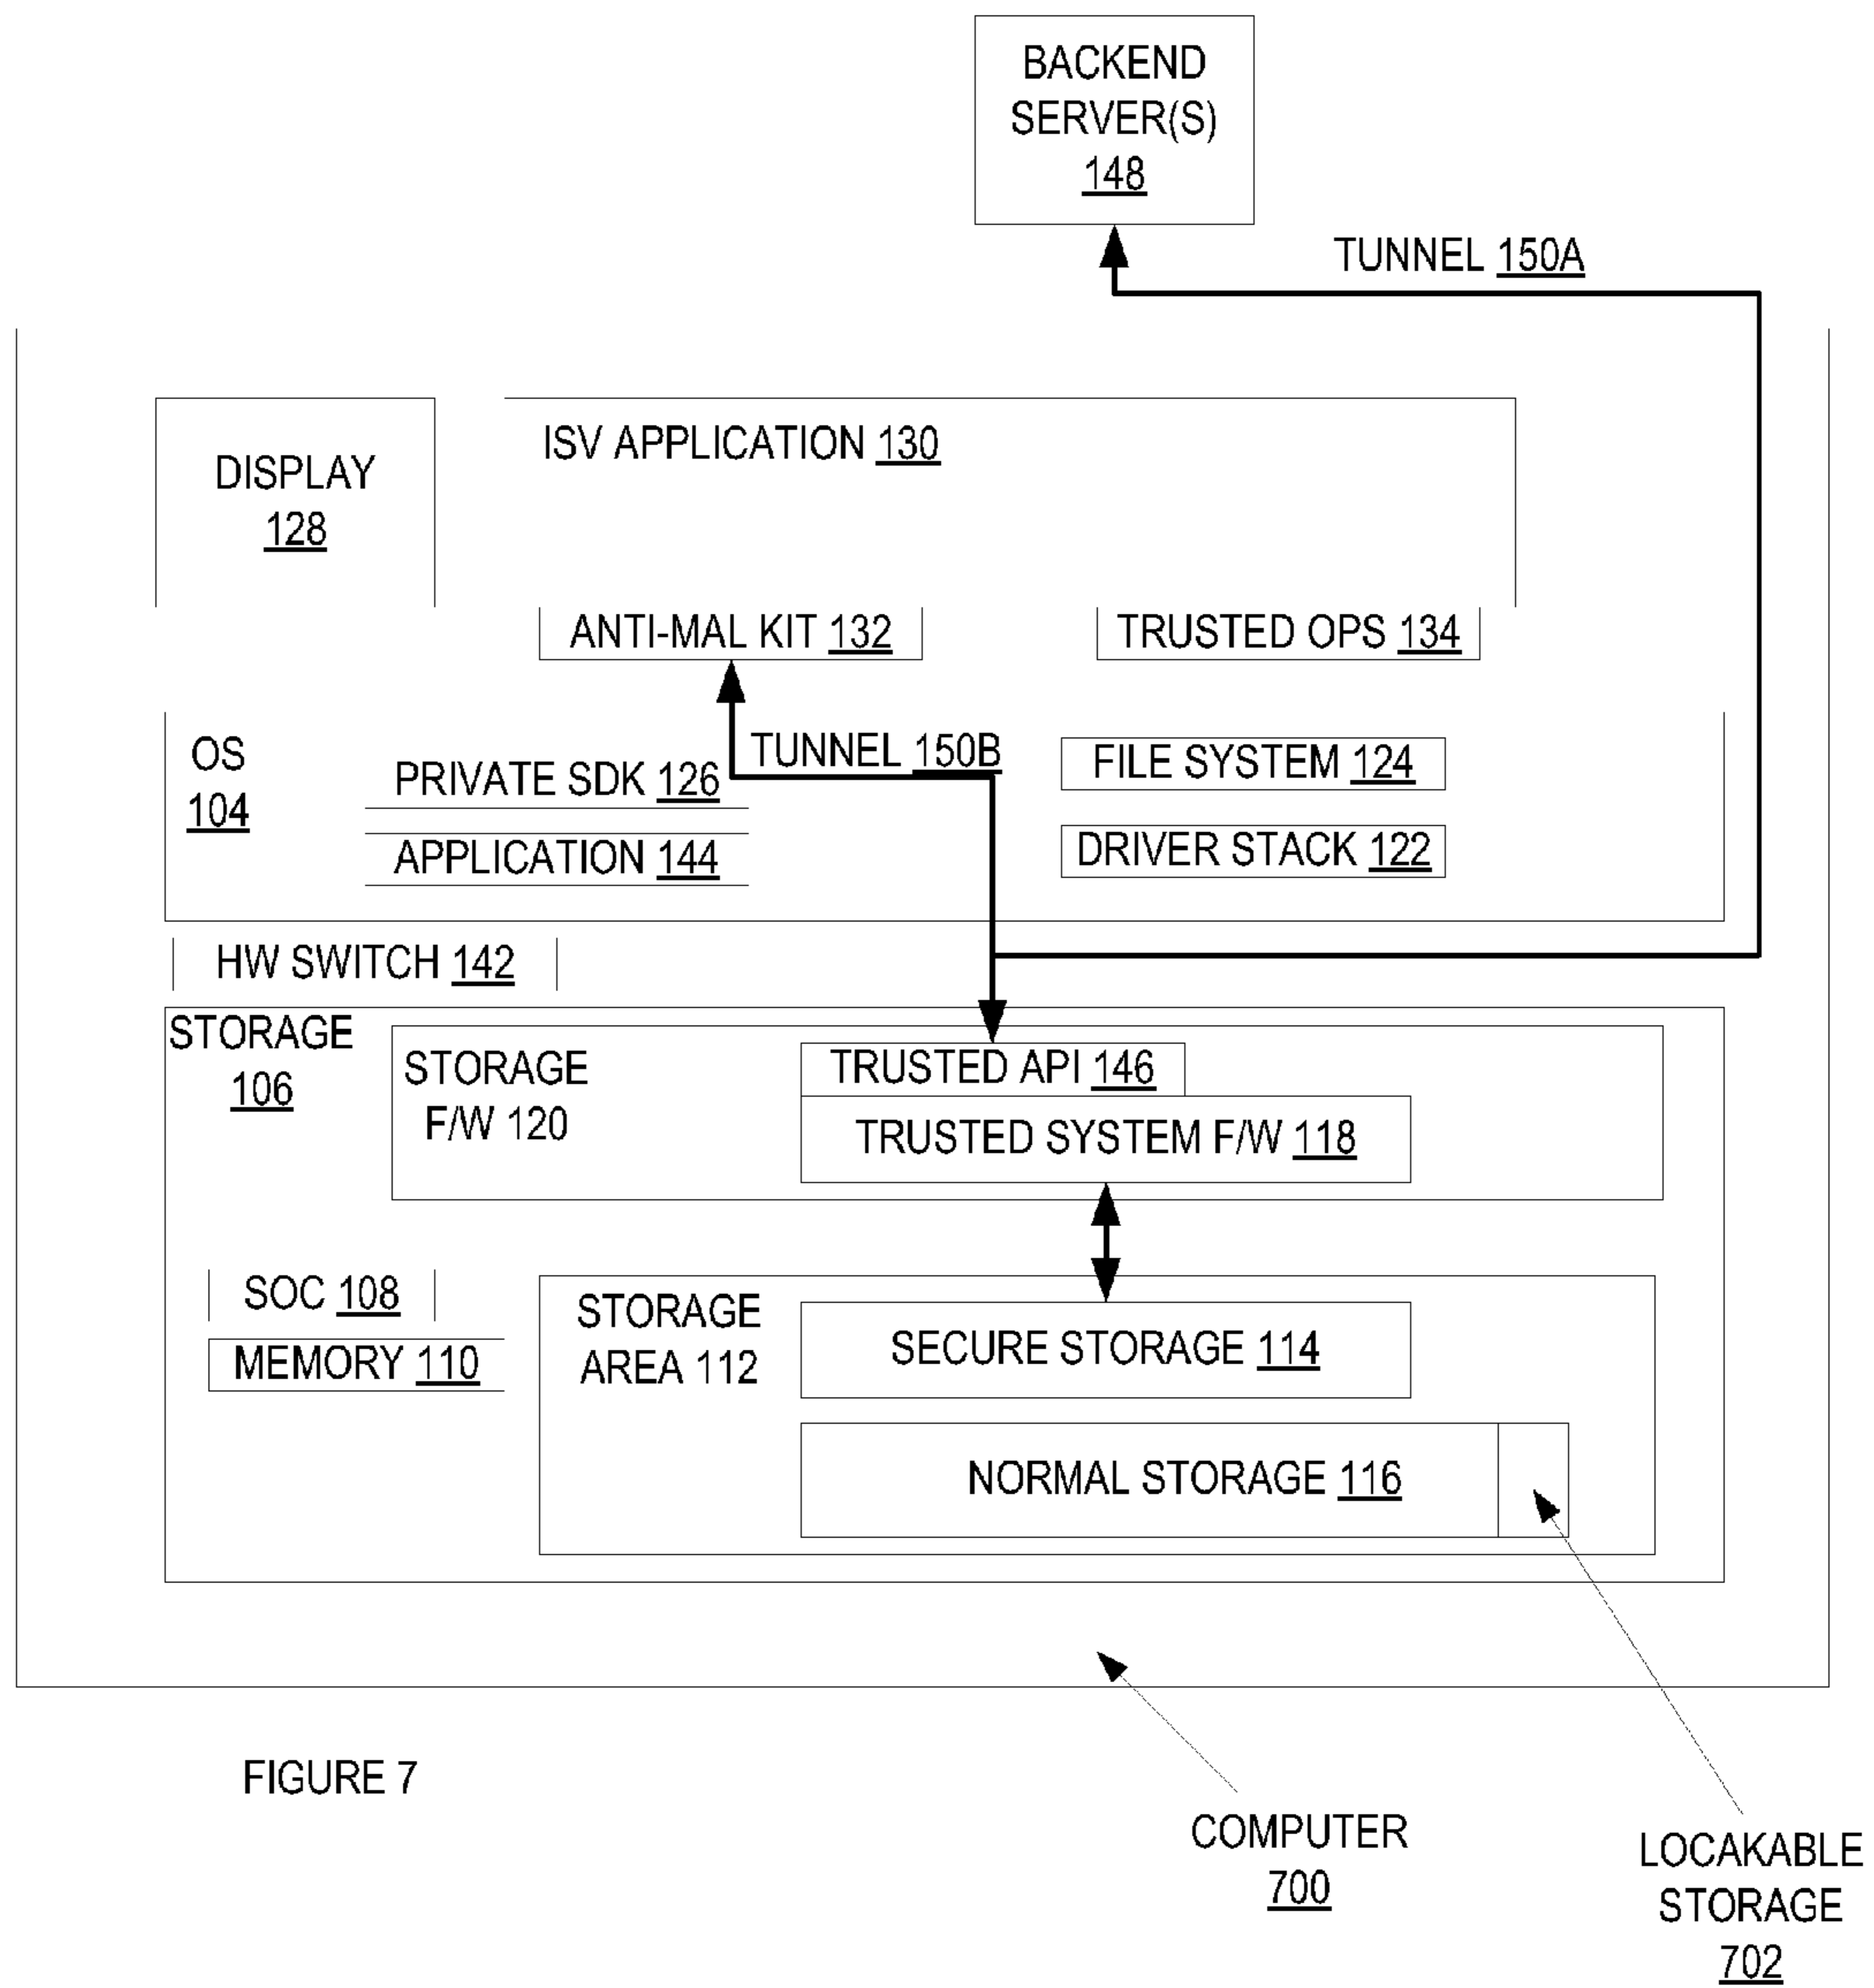 BACKEND
SERVER(S)
148
TUNNEL 150A
DISPLAY
128
ISV APPLICATION 130
ANTI-MAL KIT 132
TRUSTED OPS 134
OS
104
TUNNEL 150B
PRIVATE SDK 126
APPLICATION 144
FILE SYSTEM 124
DRIVER STACK 122
HW SWITCH 142
STORAGE
106
STORAGE
F/W 120
TRUSTED API 146
TRUSTED SYSTEM F/W 118
SOC 108
MEMORY 110
STORAGE
AREA 112
SECURE STORAGE 114
NORMAL STORAGE 116
FIGURE 7
COMPUTER
700
LOCAKABLE
STORAGE
702